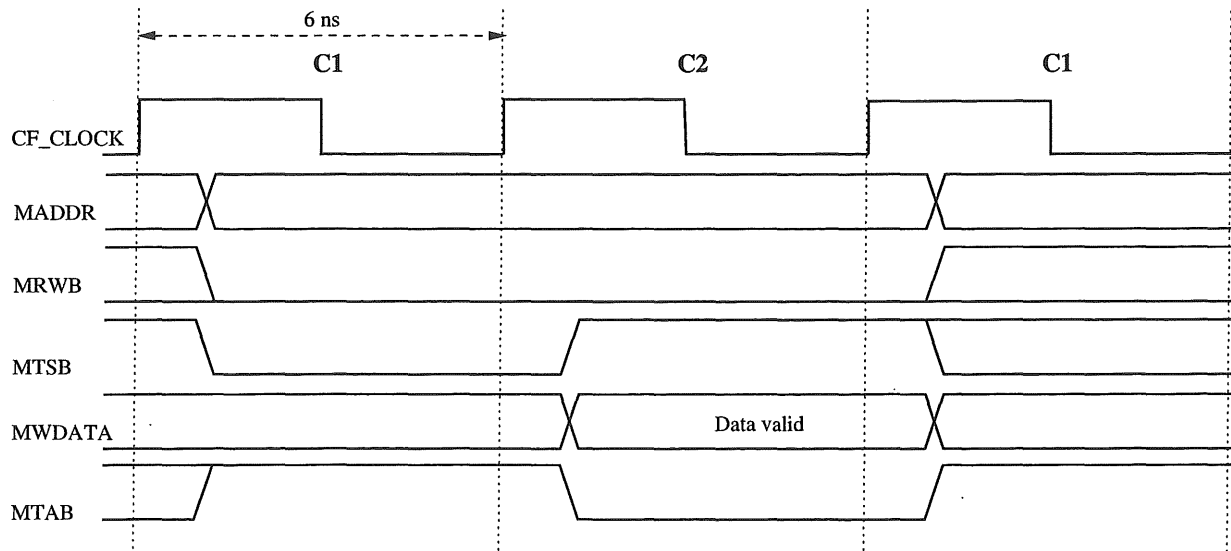 6 ns
C1 C2 C1
CF_CLOCK
MADDR
MRWB
MTSB
MWDATA
Data valid
MTAB